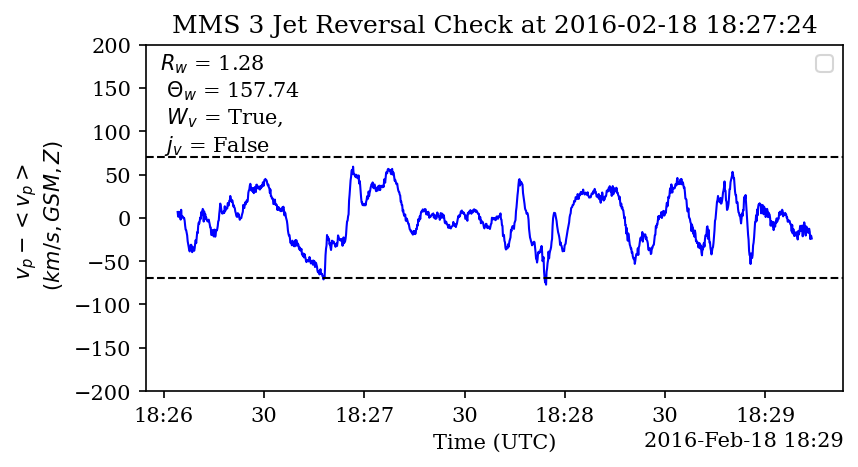 MMS 3 Jet Reversal Check at 2016-02-18 18:27:24
R_w = 1.28
Θ_w = 157.74
W_v = True,
j_v = False
v_p − < v_p >
(km/s, GSM, Z)
200
150
100
50
0
−50
−100
−150
−200
18:26 30 18:27 30 18:28 30 18:29
Time (UTC)
2016-Feb-18 18:29